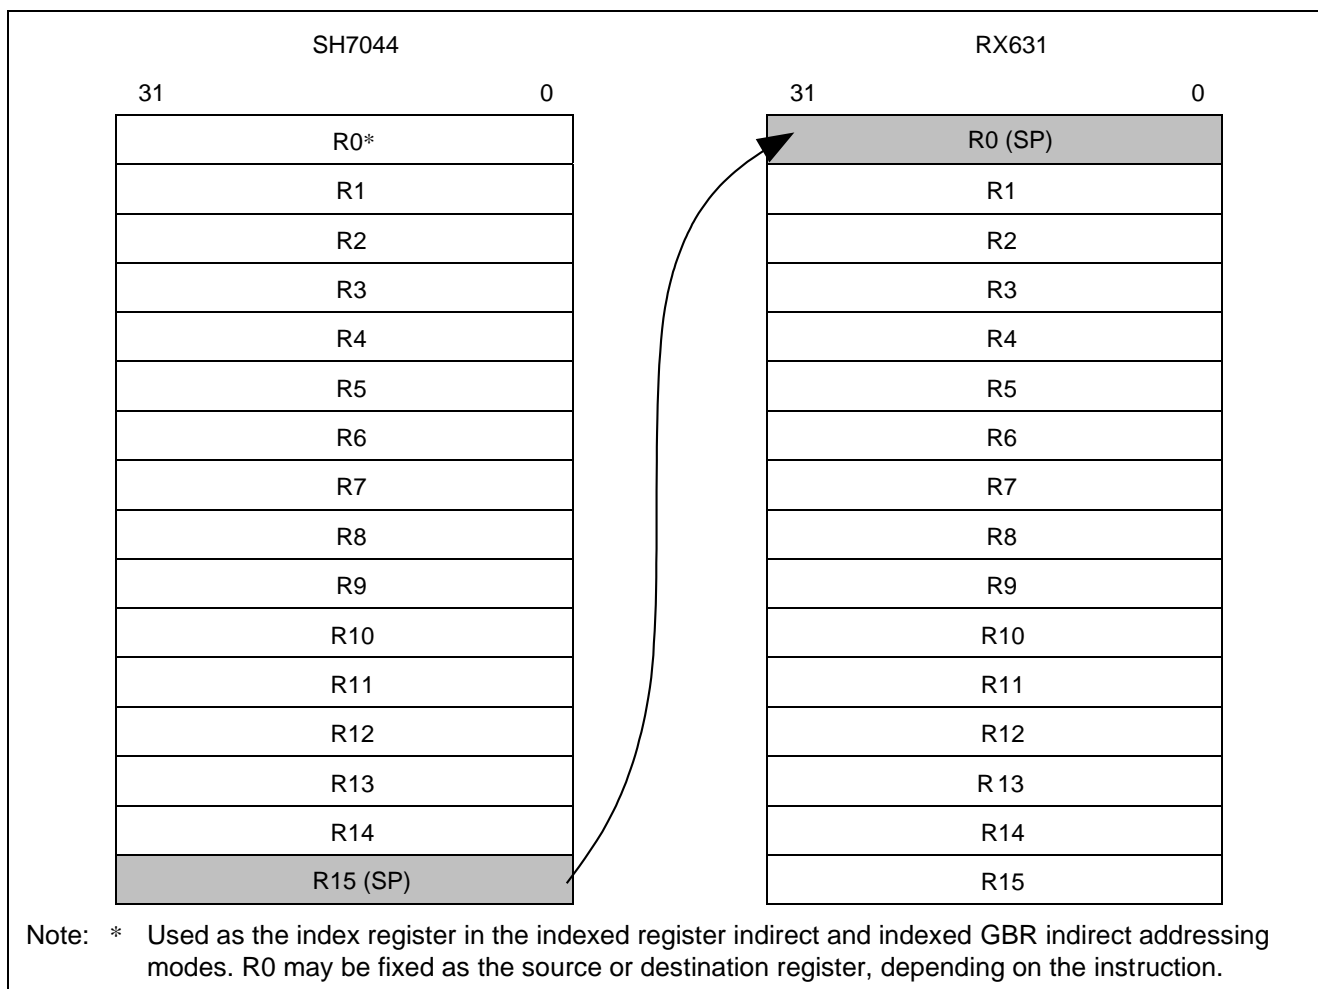 SH7044 RX631
31 0 31 0
R0* R0 (SP)
R1 R1
R2 R2
R3 R3
R4 R4
R5 R5
R6 R6
R7 R7
R8 R8
R9 R9
R10 R10
R11 R11
R12 R12
R13 R 13
R14 R14
R15 (SP) R15
Note: * Used as the index register in the indexed register indirect and indexed GBR indirect addressing
modes. R0 may be fixed as the source or destination register, depending on the instruction.